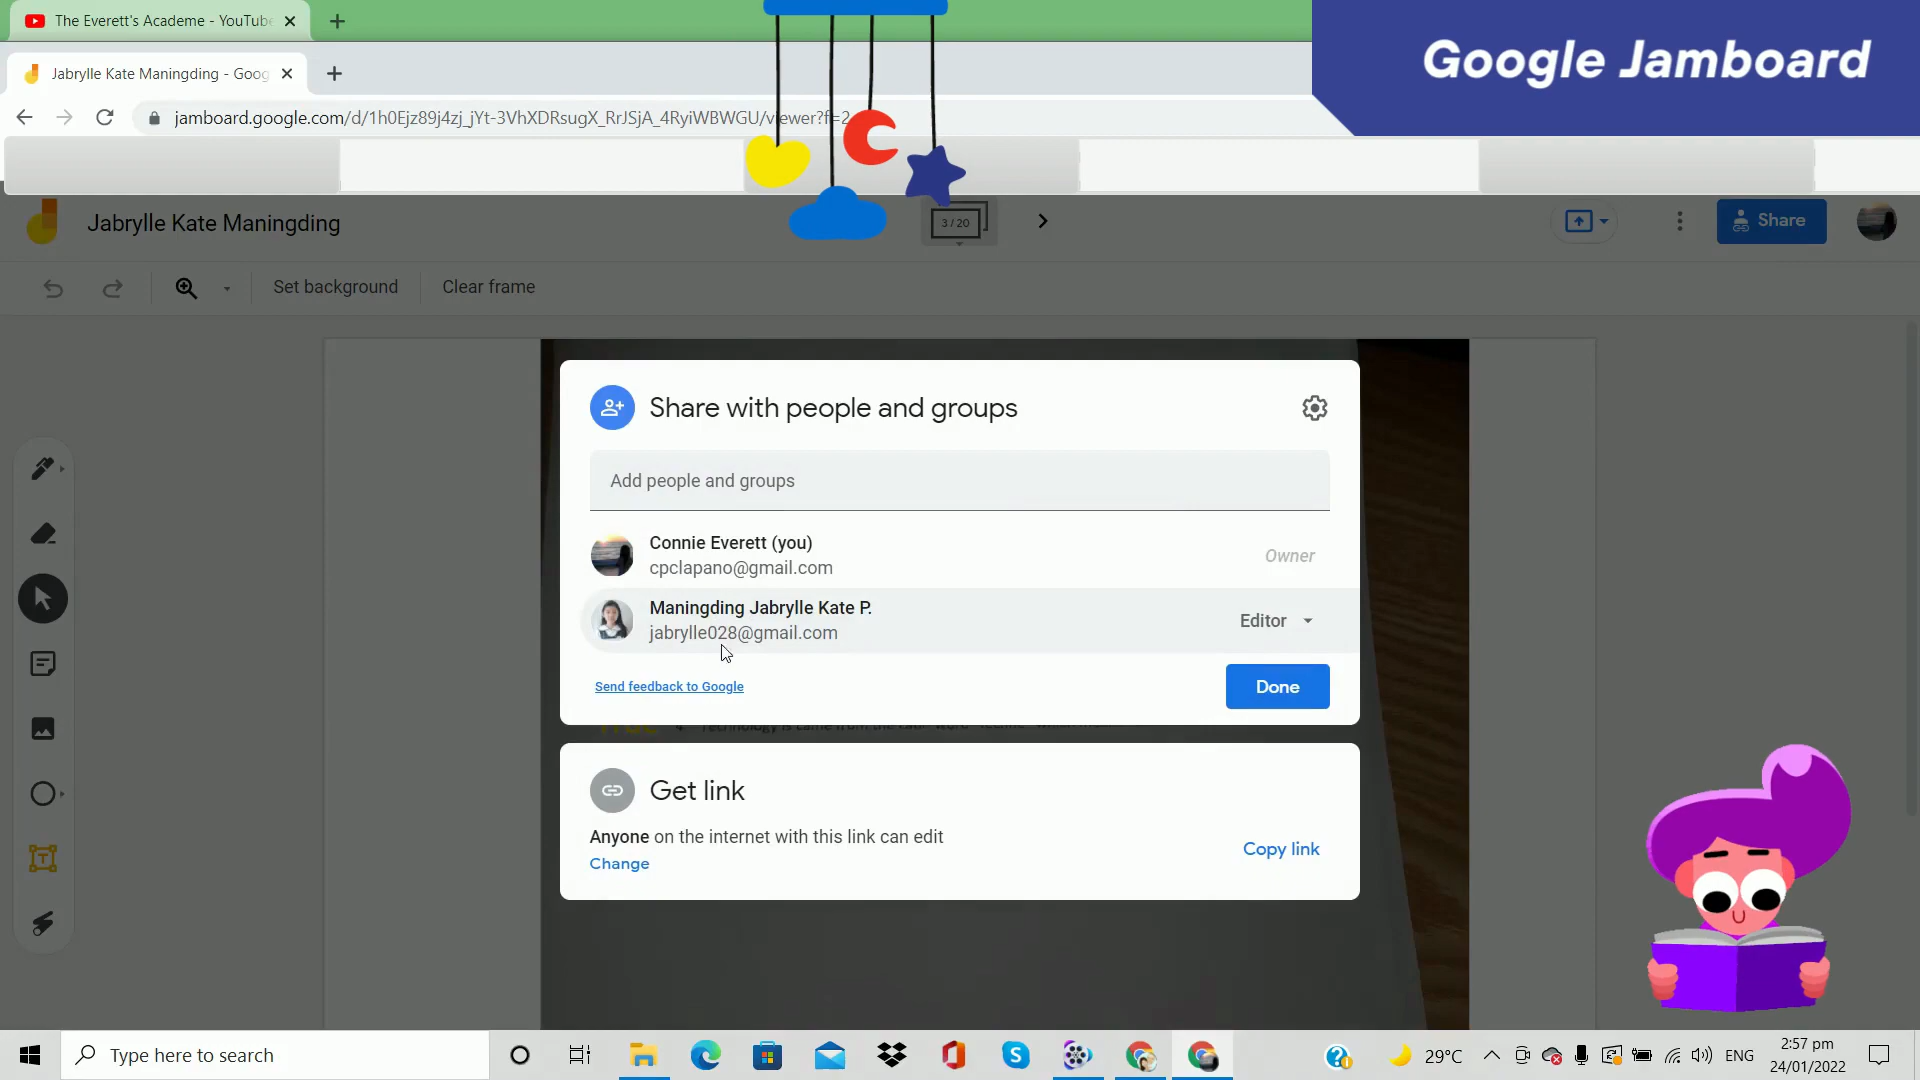 The Everett's Academe - YouTube
Google Jamboard
Jabrylle Kate Maningding - Goog
jamboard.google.com/d/1h0Ejz89j4zj_jYt-3VhXDRsugX_RrJSjA_4RyiWBWGU/viewer?f=2
Jabrylle Kate Maningding
3 / 20
Share
Set background
Clear frame
Share with people and groups
Add people and groups
Connie Everett (you)
cpclapano@gmail.com
Owner
Maningding Jabrylle Kate P.
jabrylle028@gmail.com
Editor
Send feedback to Google
Done
Get link
Anyone on the internet with this link can edit
Change
Copy link
Type here to search
29°C
ENG
2:57 pm
24/01/2022